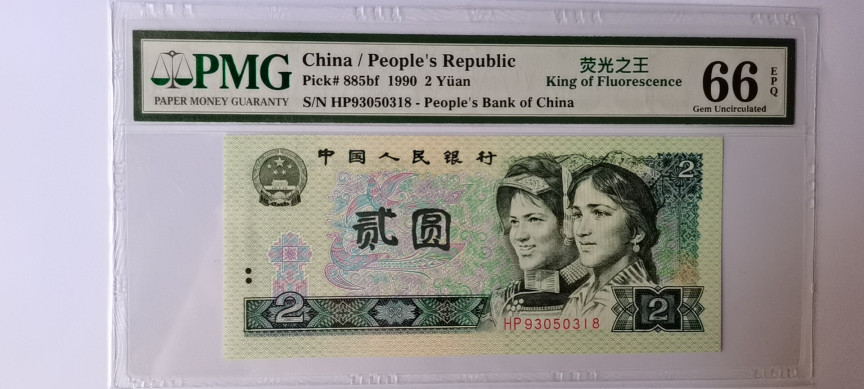 PMG
PAPER MONEY GUARANTY
China / People's Republic
Pick# 885bf 1990 2 Yüan
S/N HP93050318 - People's Bank of China
荧光之王
King of Fluorescence
66
EPQ
Gem Uncirculated
中国人民银行
2
贰圆
2
HP93050318
2